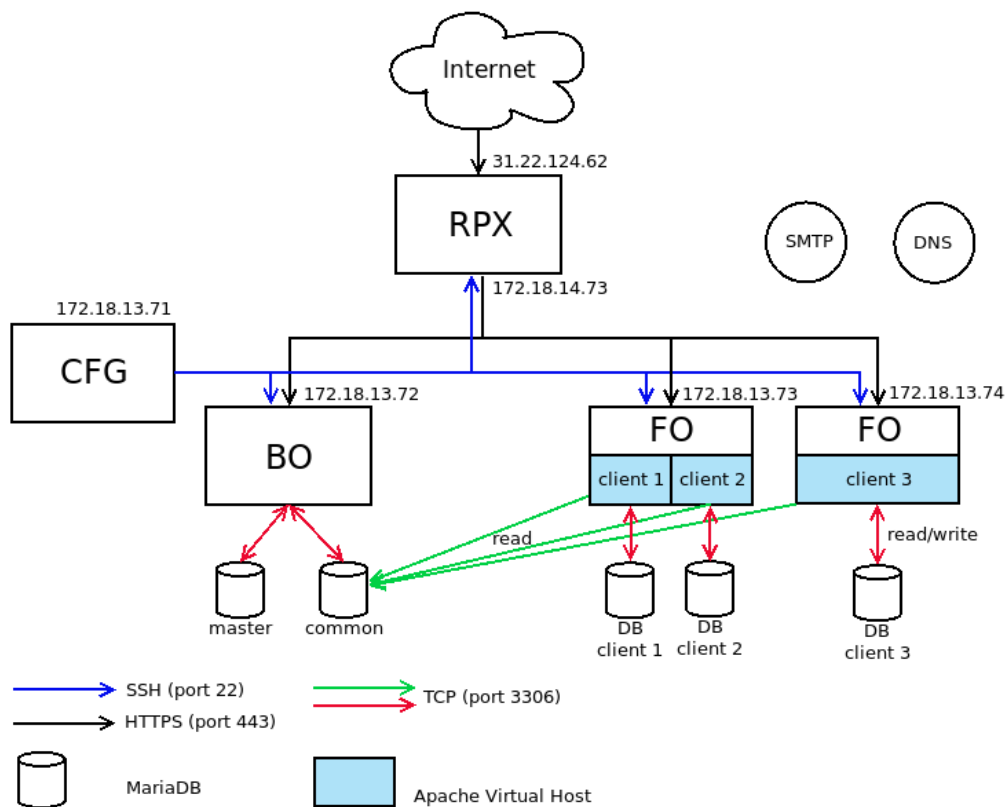 Internet
31.22.124.62
RPX
SMTP
DNS
172.18.14.73
172.18.13.71
CFG
172.18.13.72
172.18.13.73
172.18.13.74
BO
FO
FO
client 1
client 2
client 3
read
read/write
master
common
DB
client 1
DB
client 2
DB
client 3
SSH (port 22)
TCP (port 3306)
HTTPS (port 443)
MariaDB
Apache Virtual Host